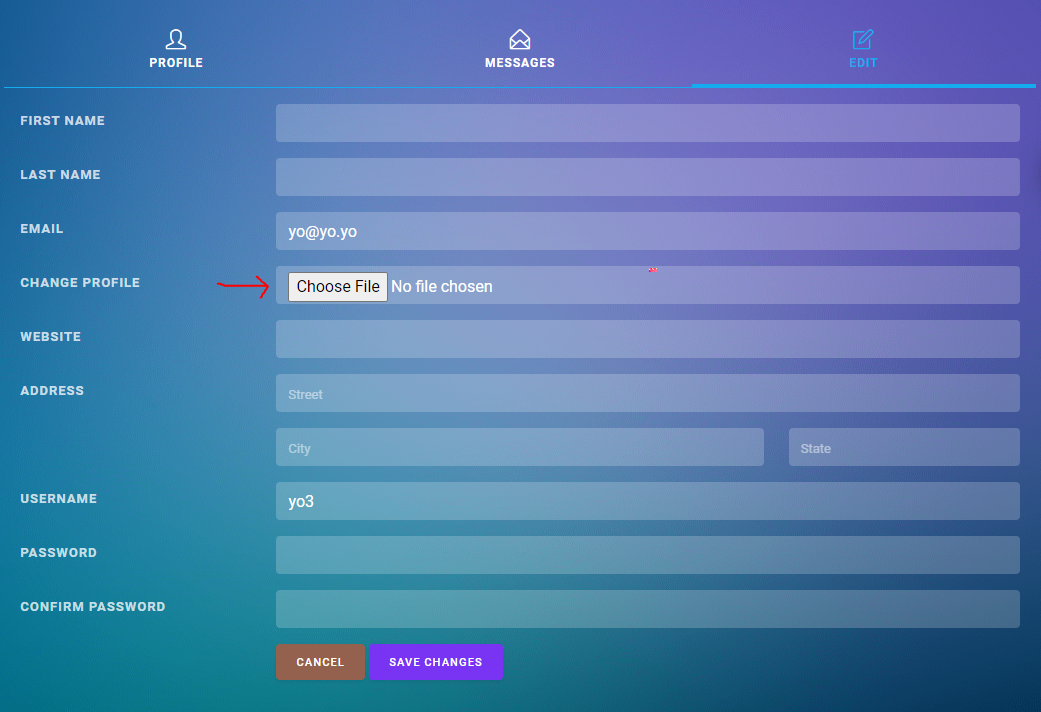 PROFILE MESSAGES EDIT
FIRST NAME
LAST NAME
EMAIL yo@yo.yo
CHANGE PROFILE Choose File No file chosen
WEBSITE
ADDRESS Street
City State
USERNAME yo3
PASSWORD
CONFIRM PASSWORD
CANCEL SAVE CHANGES